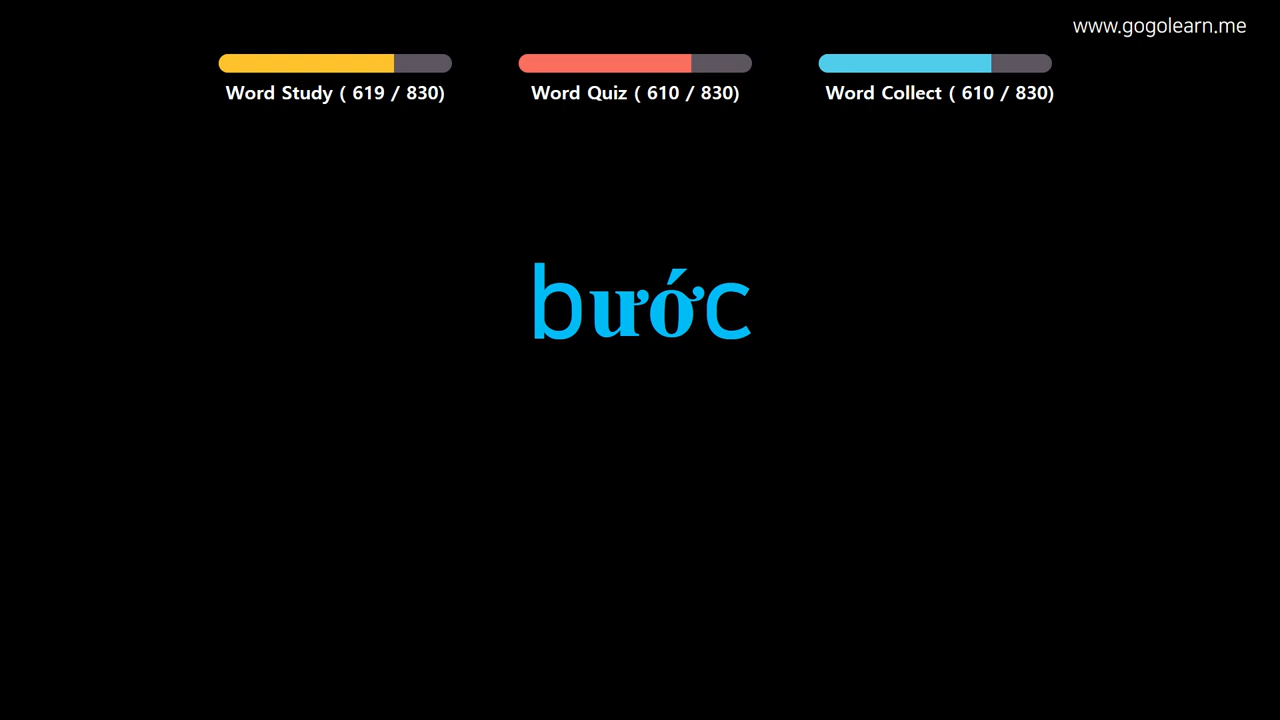 www.gogolearn.me
Word Study ( 619 / 830)
Word Quiz ( 610 / 830)
Word Collect ( 610 / 830)
bước